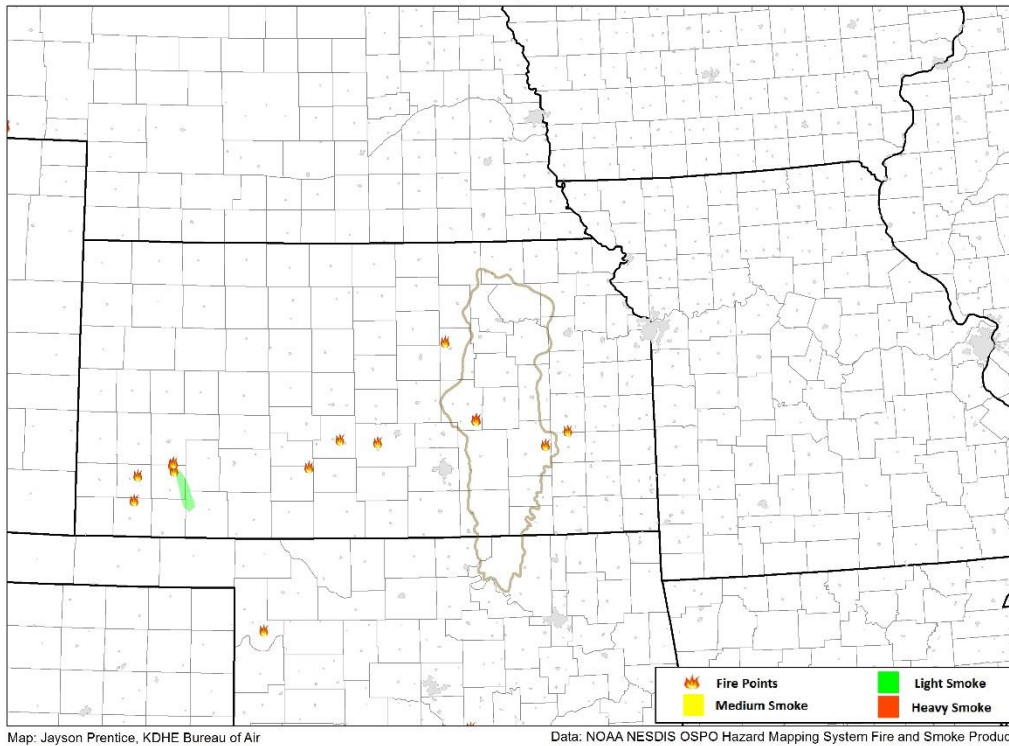 Fire Points
Light Smoke
Medium Smoke
Heavy Smoke
Map: Jayson Prentice, KDHE Bureau of Air
Data: NOAA NESDIS OSPO Hazard Mapping System Fire and Smoke Produc